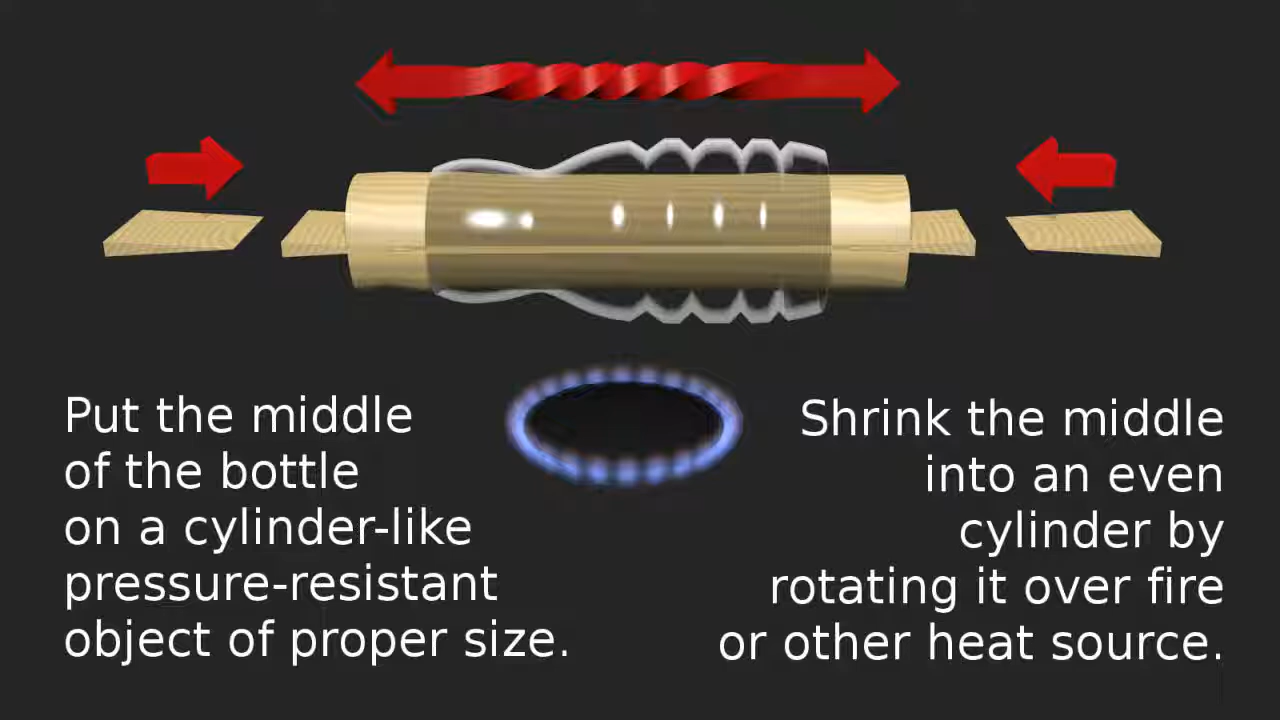 Put the middle
of the bottle
on a cylinder-like
pressure-resistant
object of proper size.
Shrink the middle
into an even
cylinder by
rotating it over fire
or other heat source.